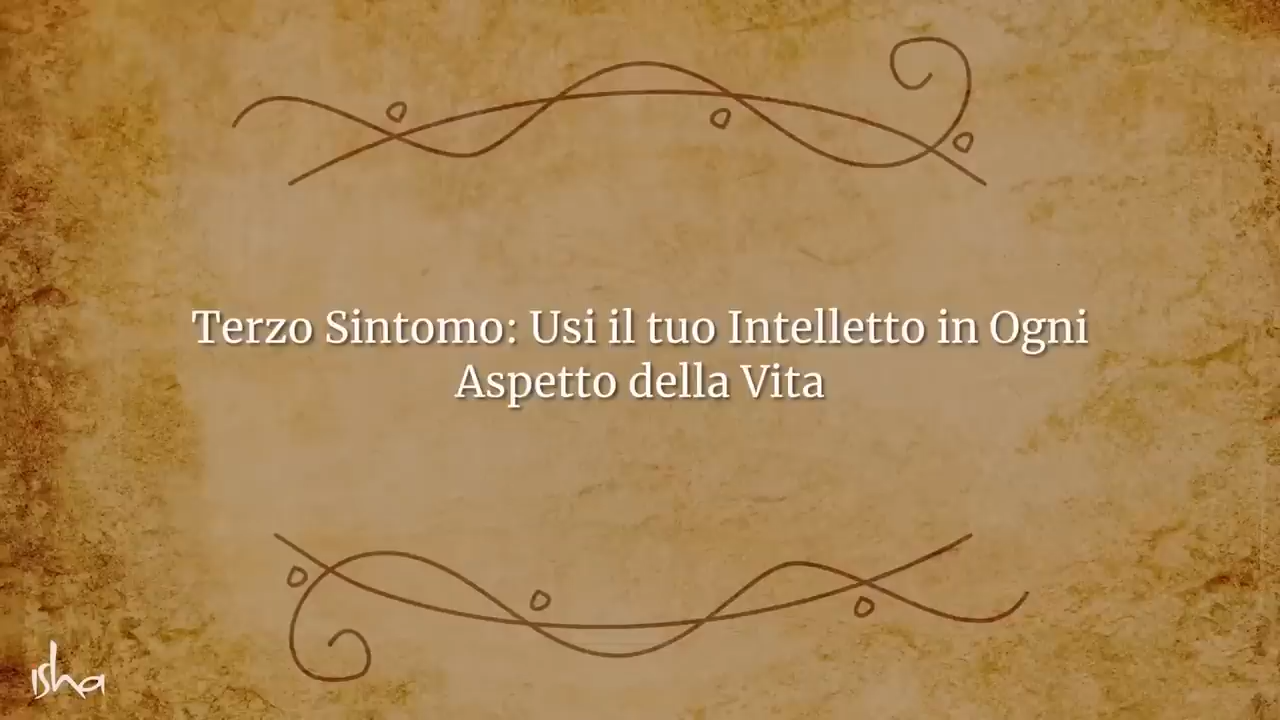 Terzo Sintomo: Usi il tuo Intelletto in Ogni
Aspetto della Vita
isha